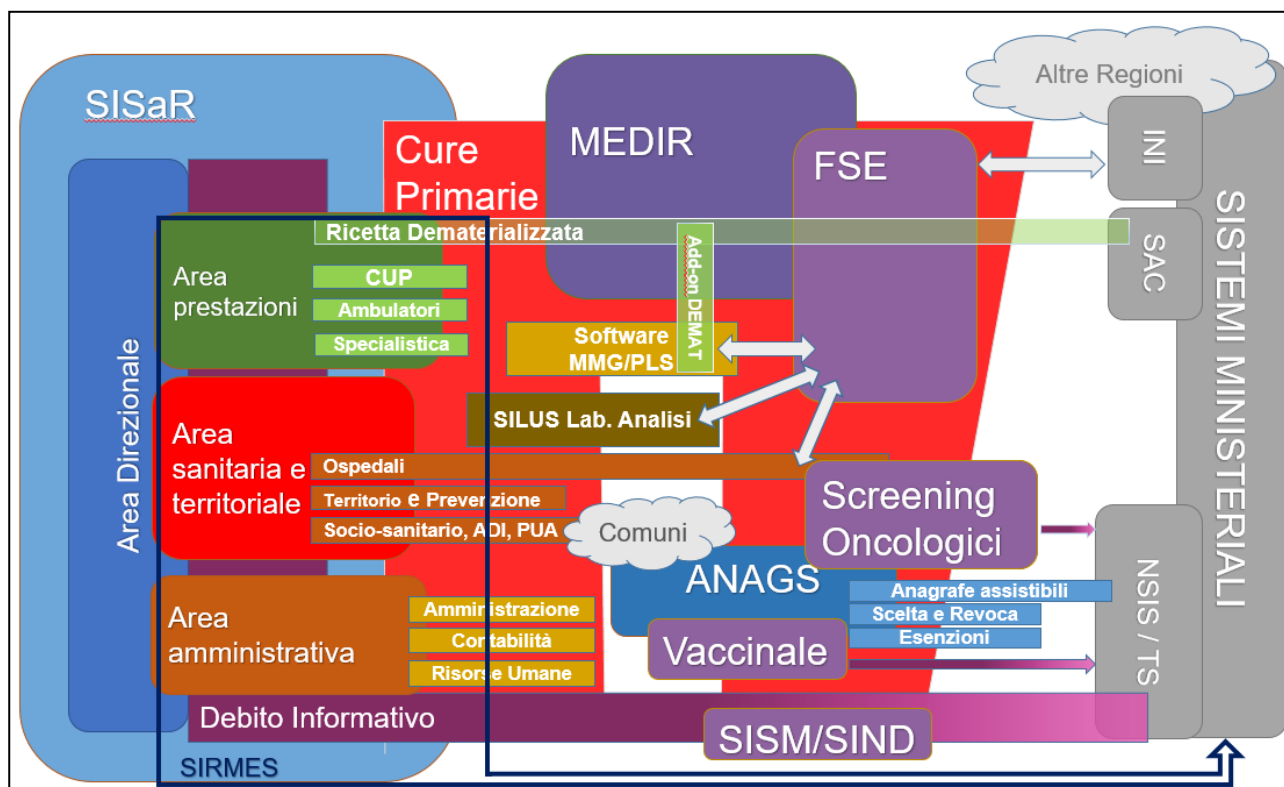 SISaR
Cure
Primarie
MEDIR
FSE
Altre Regioni
INI
SAC
SISTEMI MINISTERIALI
NSIS / TS
Area Direzionale
Area
prestazioni
Ricetta Dematerializzata
CUP
Ambulatori
Specialistica
Add-on DEMAT
Software
MMG/PLS
SILUS Lab. Analisi
Area
sanitaria e
territoriale
Ospedali
Territorio e Prevenzione
Socio-sanitario, ADI, PUA
Comuni
Screening
Oncologici
ANAGS
Anagrafe assistibili
Scelta e Revoca
Esenzioni
Vaccinale
Area
amministrativa
Amministrazione
Contabilità
Risorse Umane
Debito Informativo
SISM/SIND
SIRMES